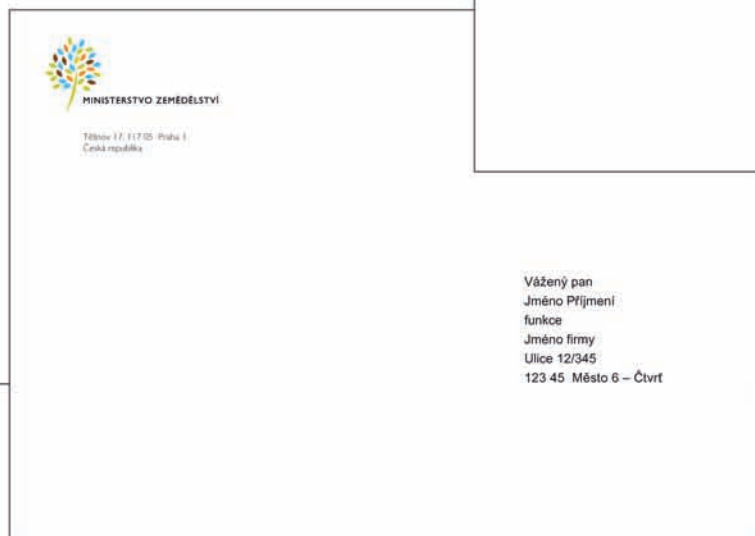 MINISTERSTVO ZEMĚDĚLSTVÍ
Těšnov 17, 117 05 Praha 1
Česká republika
Vážený pan
Jméno Příjmení
funkce
Jméno firmy
Ulice 12/345
123 45 Město 6 – Čtvrť